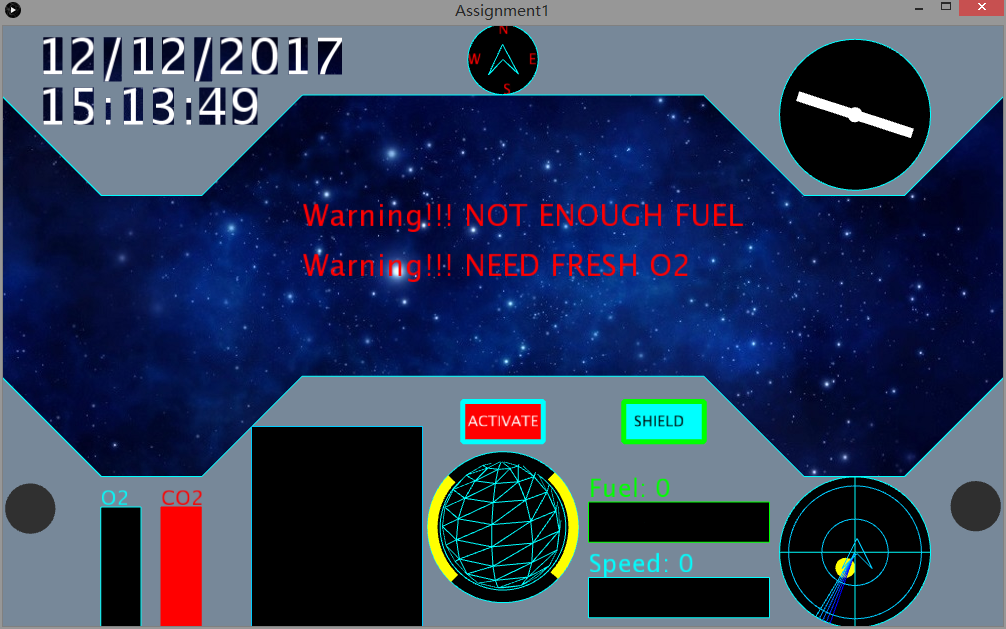 Assignment1
12/12/2017
15:13:49
N
W E
S
Warning!!! NOT ENOUGH FUEL
Warning!!! NEED FRESH O2
ACTIVATE
SHIELD
O2
CO2
Fuel: 0
Speed: 0